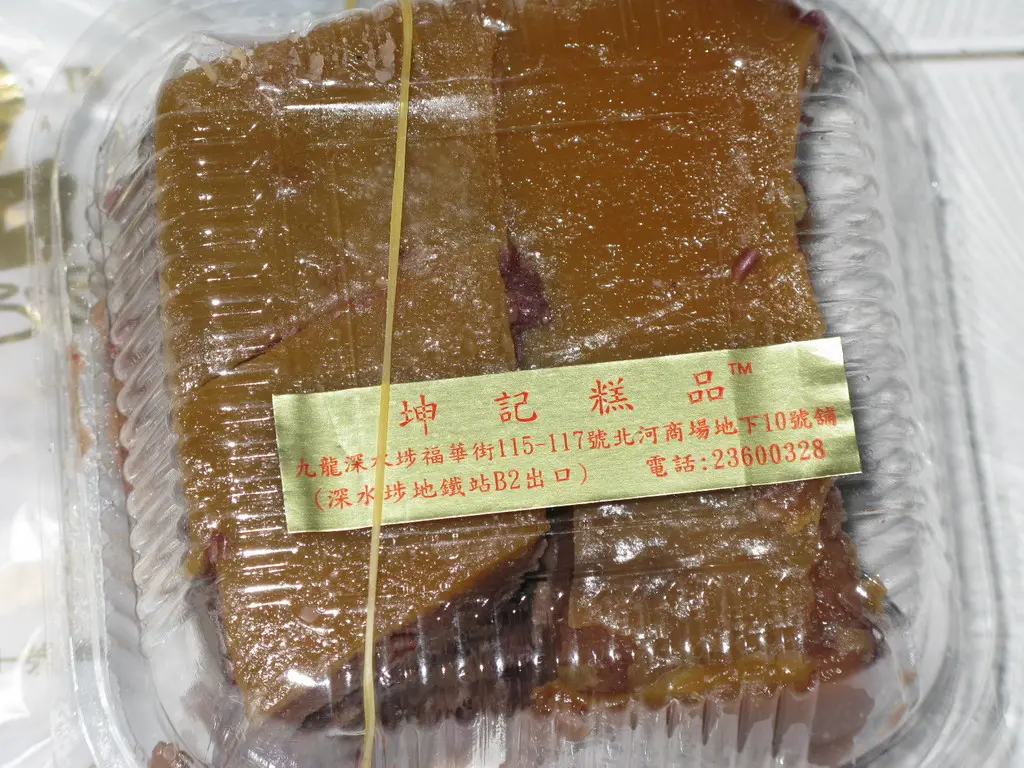 坤記糕品™
九龍深水埗福華街115-117號北河商場地下10號舖
（深水埗地鐵站B2出口） 電話:23600328